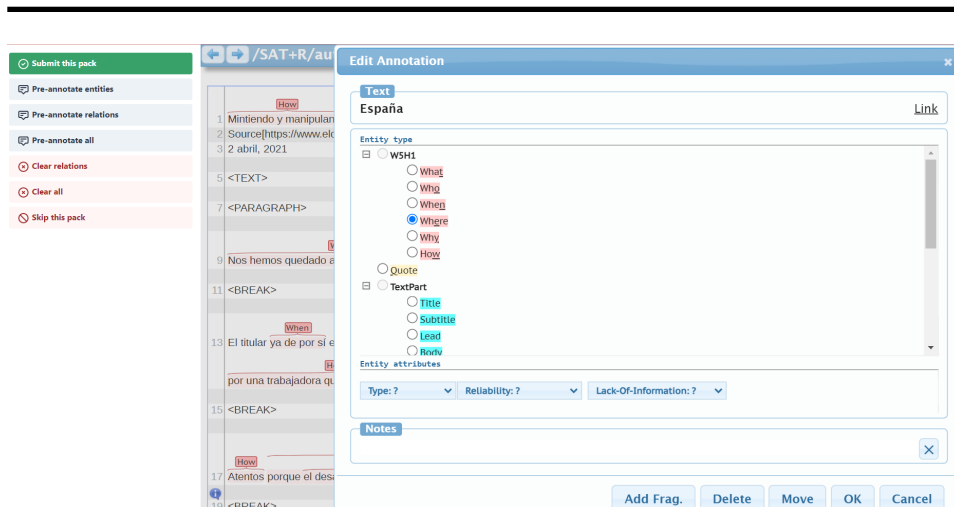 Submit this pack
Pre-annotate entities
Pre-annotate relations
Pre-annotate all
Clear relations
Clear all
Skip this pack
/SAT+R/au
How
1 Mintiendo y manipulan
2 Source[https://www.elc
3 2 abril, 2021
5 <TEXT>
7 <PARAGRAPH>
9 Nos hemos quedado a
11 <BREAK>
When
13 El titular ya de por sí e
por una trabajadora qu
15 <BREAK>
How
17 Atentos porque el desa
19 <BREAK>
Edit Annotation
Text
España
Link
Entity type
W5H1
What
Who
When
Where
Why
How
Quote
TextPart
Title
Subtitle
Lead
Body
Entity attributes
Type: ? Reliability: ? Lack-Of-Information: ?
Notes
Add Frag. Delete Move OK Cancel